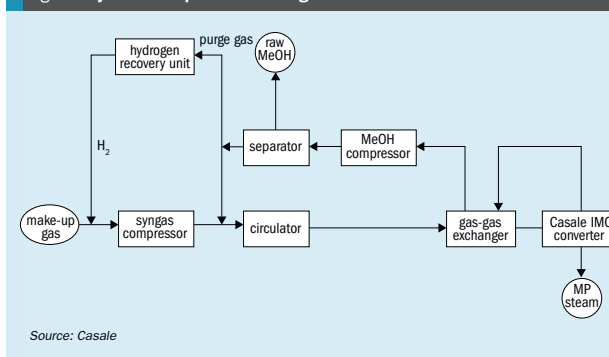 hydrogen
recovery unit
purge gas
raw
MeOH
H2
separator
MeOH
compressor
make-up
gas
syngas
compressor
circulator
gas-gas
exchanger
Casale IMC
converter
MP
steam
Source: Casale